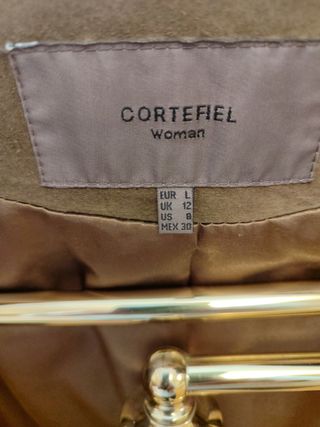 CORTEFIEL
Woman
EUR L
UK 12
US 8
MEX 30